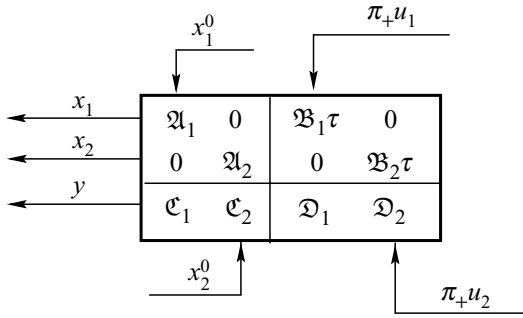 x_1^0 π_+u_1
x_1 𝔄_1 0 𝔅_1τ 0
x_2 0 𝔄_2 0 𝔅_2τ
y ℭ_1 ℭ_2 𝔇_1 𝔇_2
x_2^0 π_+u_2